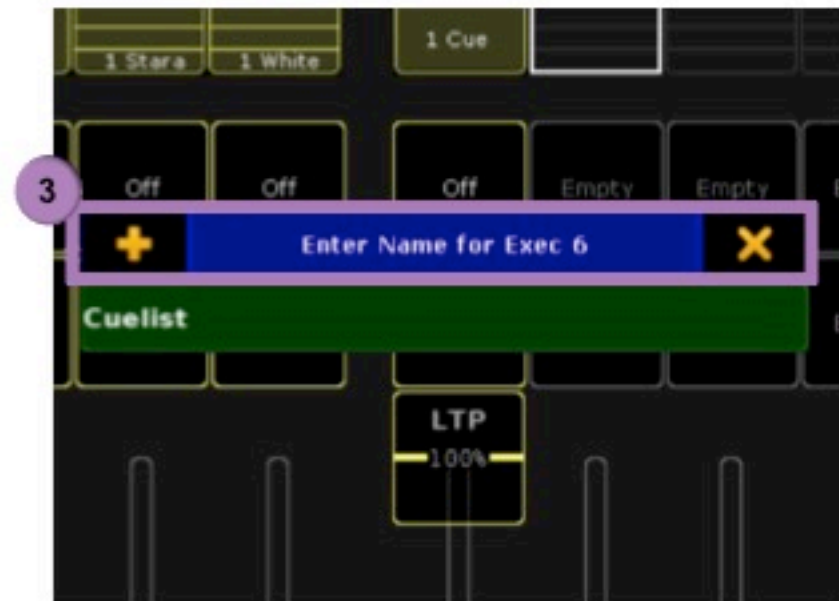 1 Stara 1 White 1 Cue
3
Off Off Off Empty Empty
Enter Name for Exec 6
Cuelist
LTP
100%